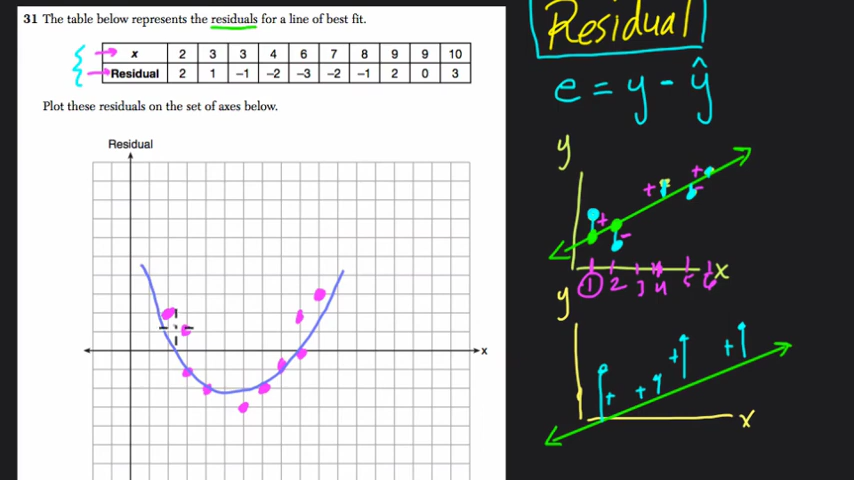 31 The table below represents the residuals for a line of best fit.
x 2 3 3 4 6 7 8 9 9 10
Residual 2 1 –1 –2 –3 –2 –1 2 0 3
Plot these residuals on the set of axes below.
Residual
x
Residual
e = y - ŷ
y
+ - + + -
1 2 3 4 5 6 x
y
+ + + +
x